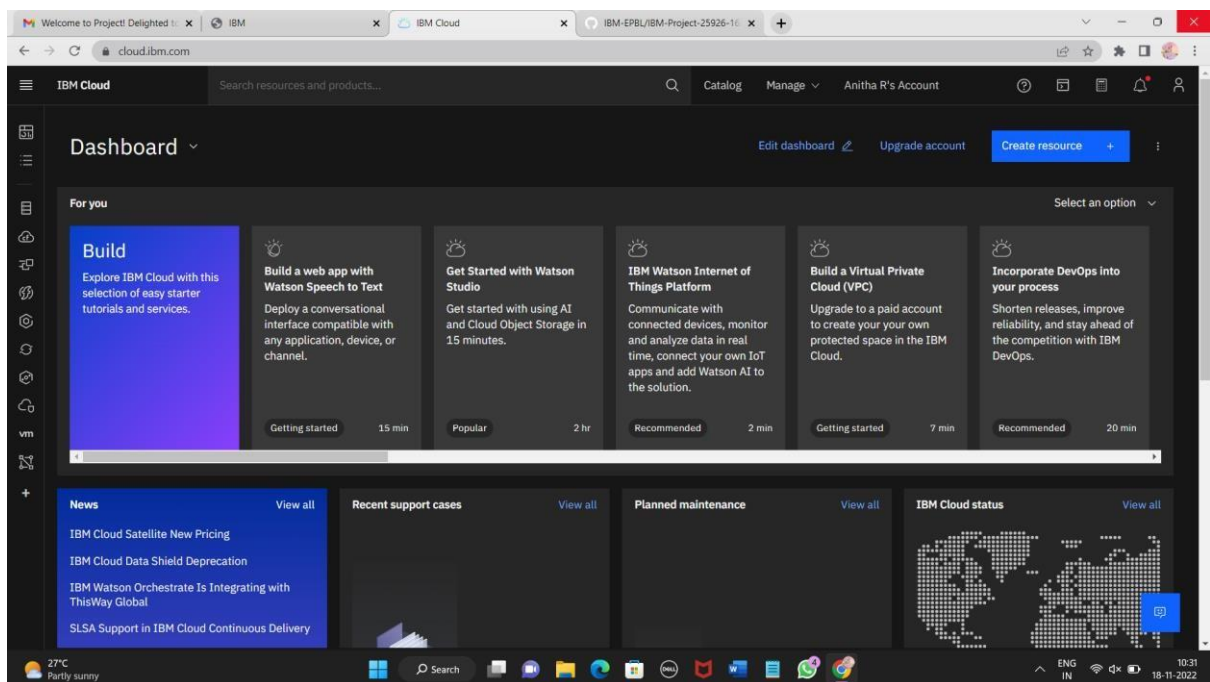 Welcome to Project! Delighted to
IBM
IBM Cloud
IBM-EPBL/IBM-Project-25926-16
cloud.ibm.com
IBM Cloud
Search resources and products...
Catalog
Manage
Anitha R's Account
Dashboard
Edit dashboard
Upgrade account
Create resource +
For you
Select an option
Build
Explore IBM Cloud with this
selection of easy starter
tutorials and services.
Build a web app with
Watson Speech to Text
Deploy a conversational
interface compatible with
any application, device, or
channel.
Getting started 15 min
Get Started with Watson
Studio
Get started with using AI
and Cloud Object Storage in
15 minutes.
Popular 2 hr
IBM Watson Internet of
Things Platform
Communicate with
connected devices, monitor
and analyze data in real
time, connect your own IoT
apps and add Watson AI to
the solution.
Recommended 2 min
Build a Virtual Private
Cloud (VPC)
Upgrade to a paid account
to create your your own
protected space in the IBM
Cloud.
Getting started 7 min
Incorporate DevOps into
your process
Shorten releases, improve
reliability, and stay ahead of
the competition with IBM
DevOps.
Recommended 20 min
vm
News View all
IBM Cloud Satellite New Pricing
IBM Cloud Data Shield Deprecation
IBM Watson Orchestrate Is Integrating with
ThisWay Global
SLSA Support in IBM Cloud Continuous Delivery
Recent support cases View all
Planned maintenance View all
IBM Cloud status View all
27°C
Partly sunny
Search
DELL
4
ENG
IN
10:31
18-11-2022